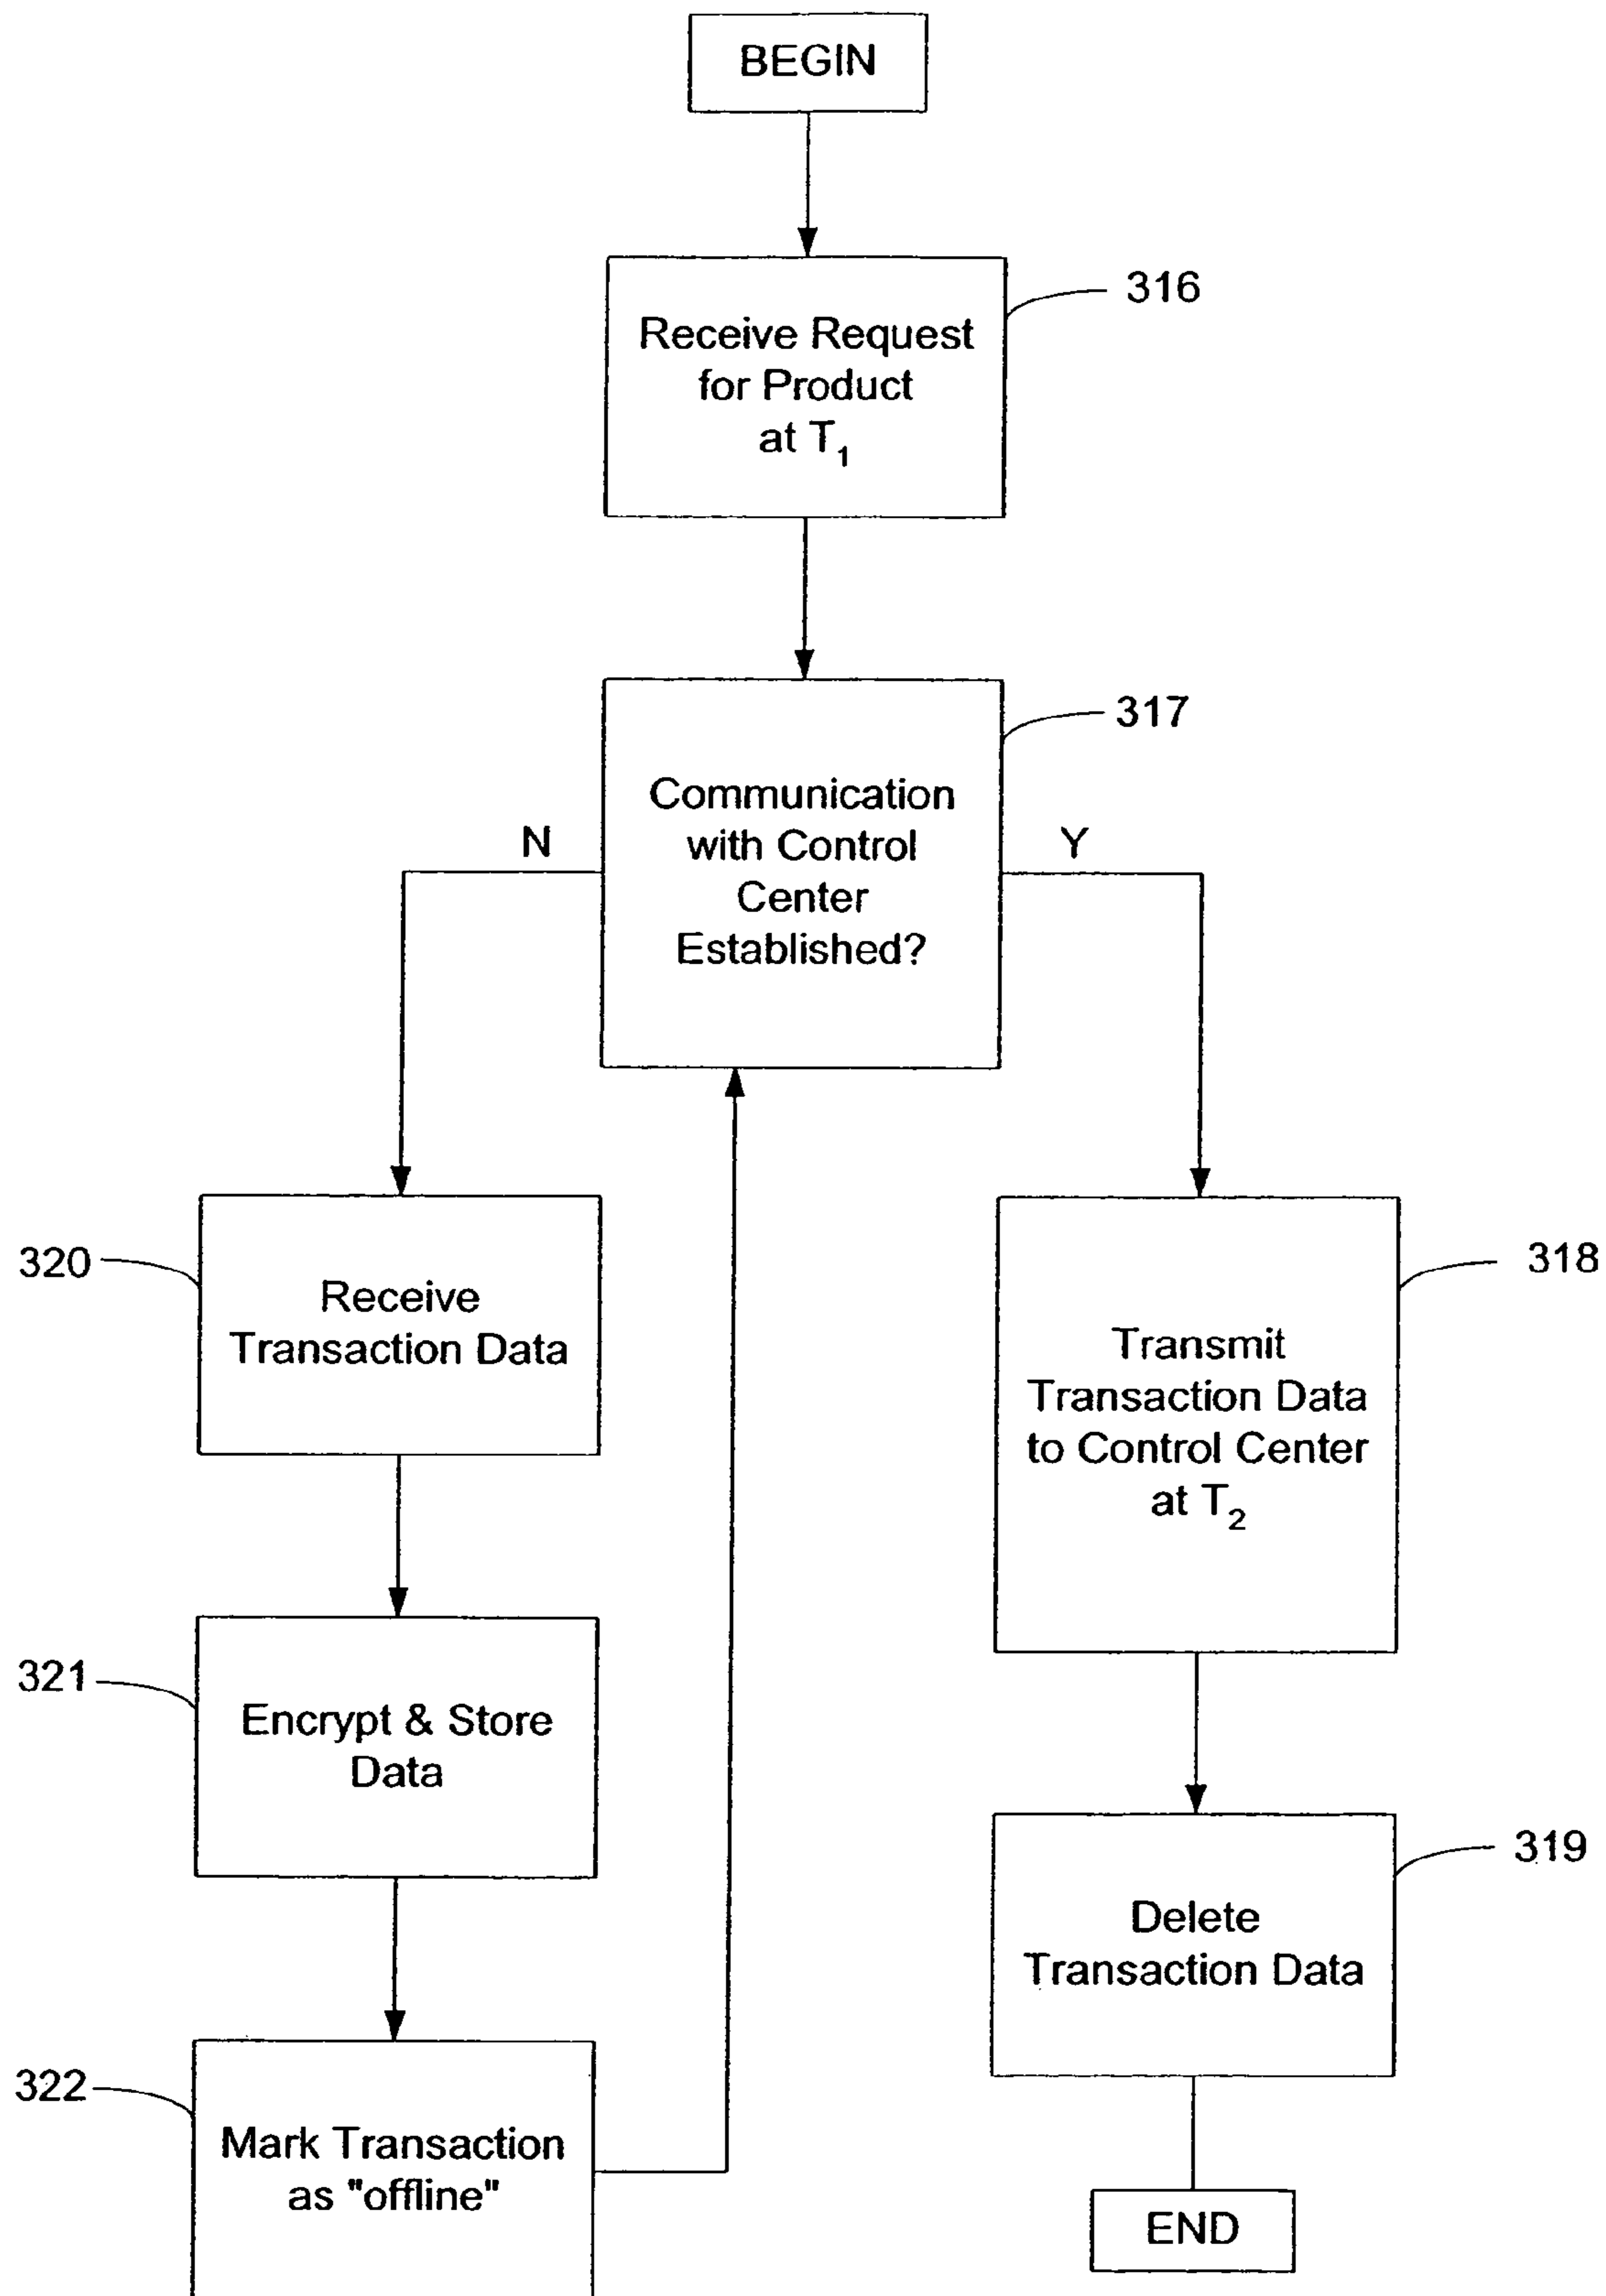 BEGIN
316
Receive Request
for Product
at T₁
317
Communication
with Control
Center
Established?
N
Y
320
Receive
Transaction Data
318
Transmit
Transaction Data
to Control Center
at T₂
321
Encrypt & Store
Data
319
Delete
Transaction Data
322
Mark Transaction
as "offline"
END